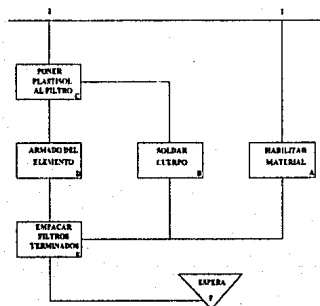 PONER
PLASTISOL
AL FILTRO
C
ARMADO DEL
ELEMENTO
D
SOLDAR
CUERPO
B
HABILITAR
MATERIAL
A
EMPACAR
FILTROS
TERMINADOS
E
ESPERA
F